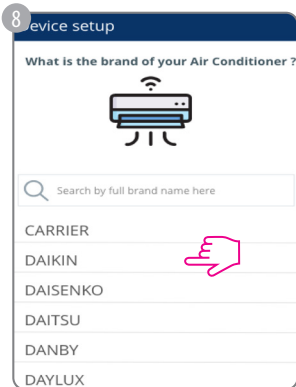 8
evice setup
What is the brand of your Air Conditioner ?
Search by full brand name here
CARRIER
DAIKIN
DAISENKO
DAITSU
DANBY
DAYLUX